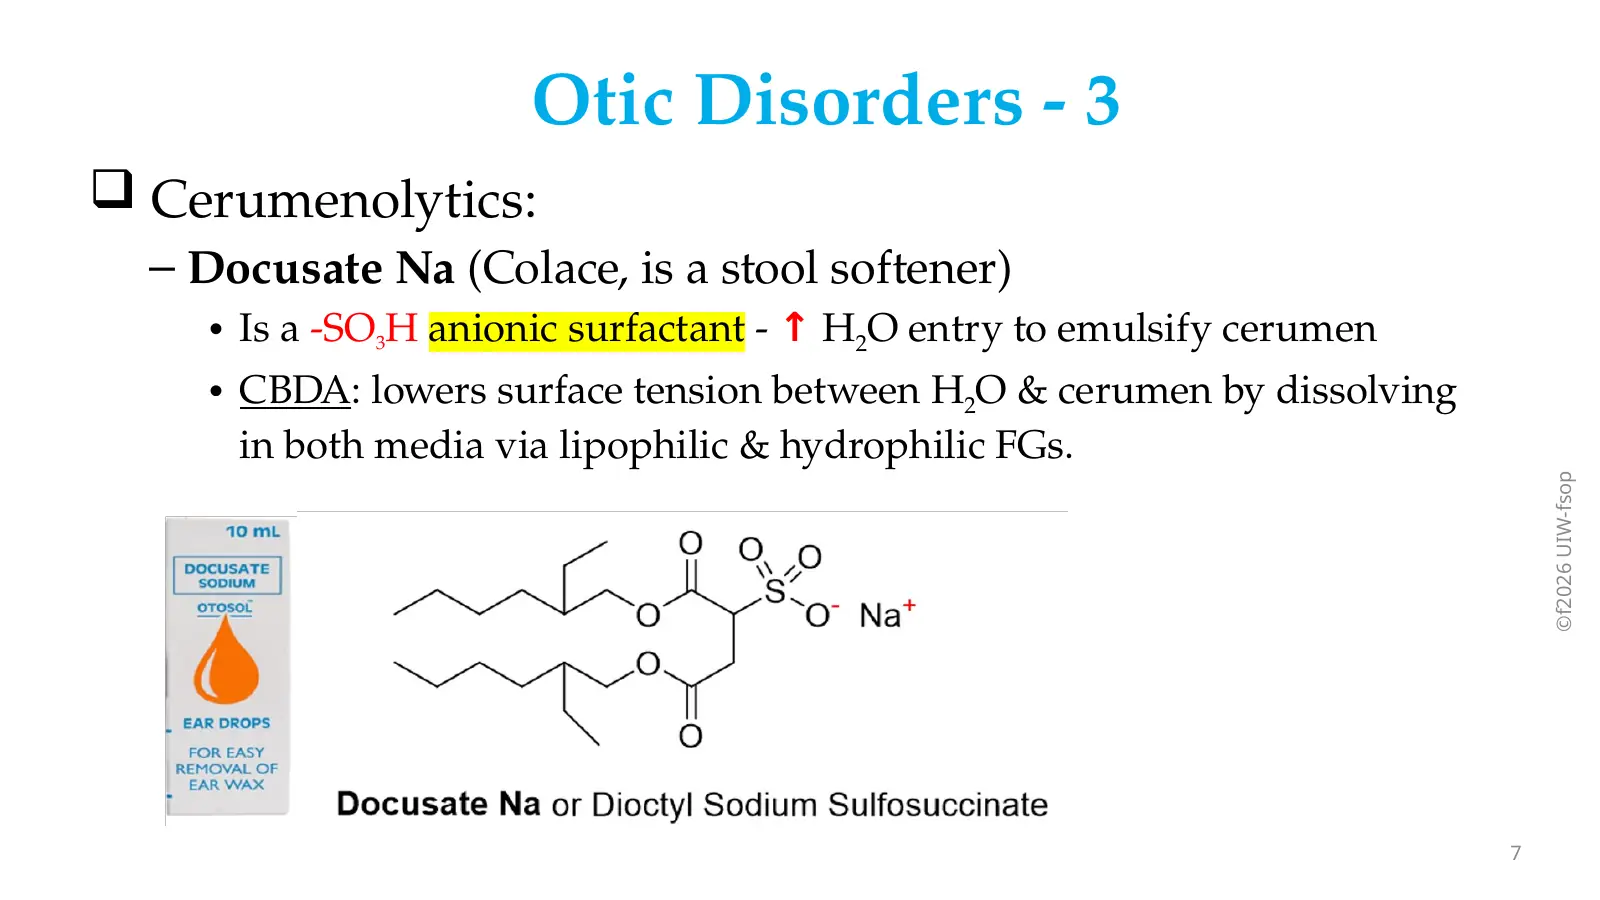 Otic Disorders - 3
❑ Cerumenolytics:
– Docusate Na (Colace, is a stool softener)
• Is a -SO₃H anionic surfactant - ↑ H₂O entry to emulsify cerumen
• CBDA: lowers surface tension between H₂O & cerumen by dissolving
in both media via lipophilic & hydrophilic FGs.
10 mL
DOCUSATE
SODIUM
OTOSOL™
EAR DROPS
FOR EASY
REMOVAL OF
EAR WAX
O
O
O
O
S
O⁻ Na⁺
O
O
Docusate Na or Dioctyl Sodium Sulfosuccinate
©f2026 UIW-fsop
7